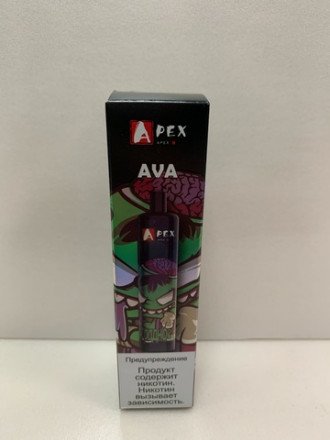 APEX
AVA
APEX
Предупреждение
Продукт
содержит
никотин.
Никотин
вызывает
зависимость.